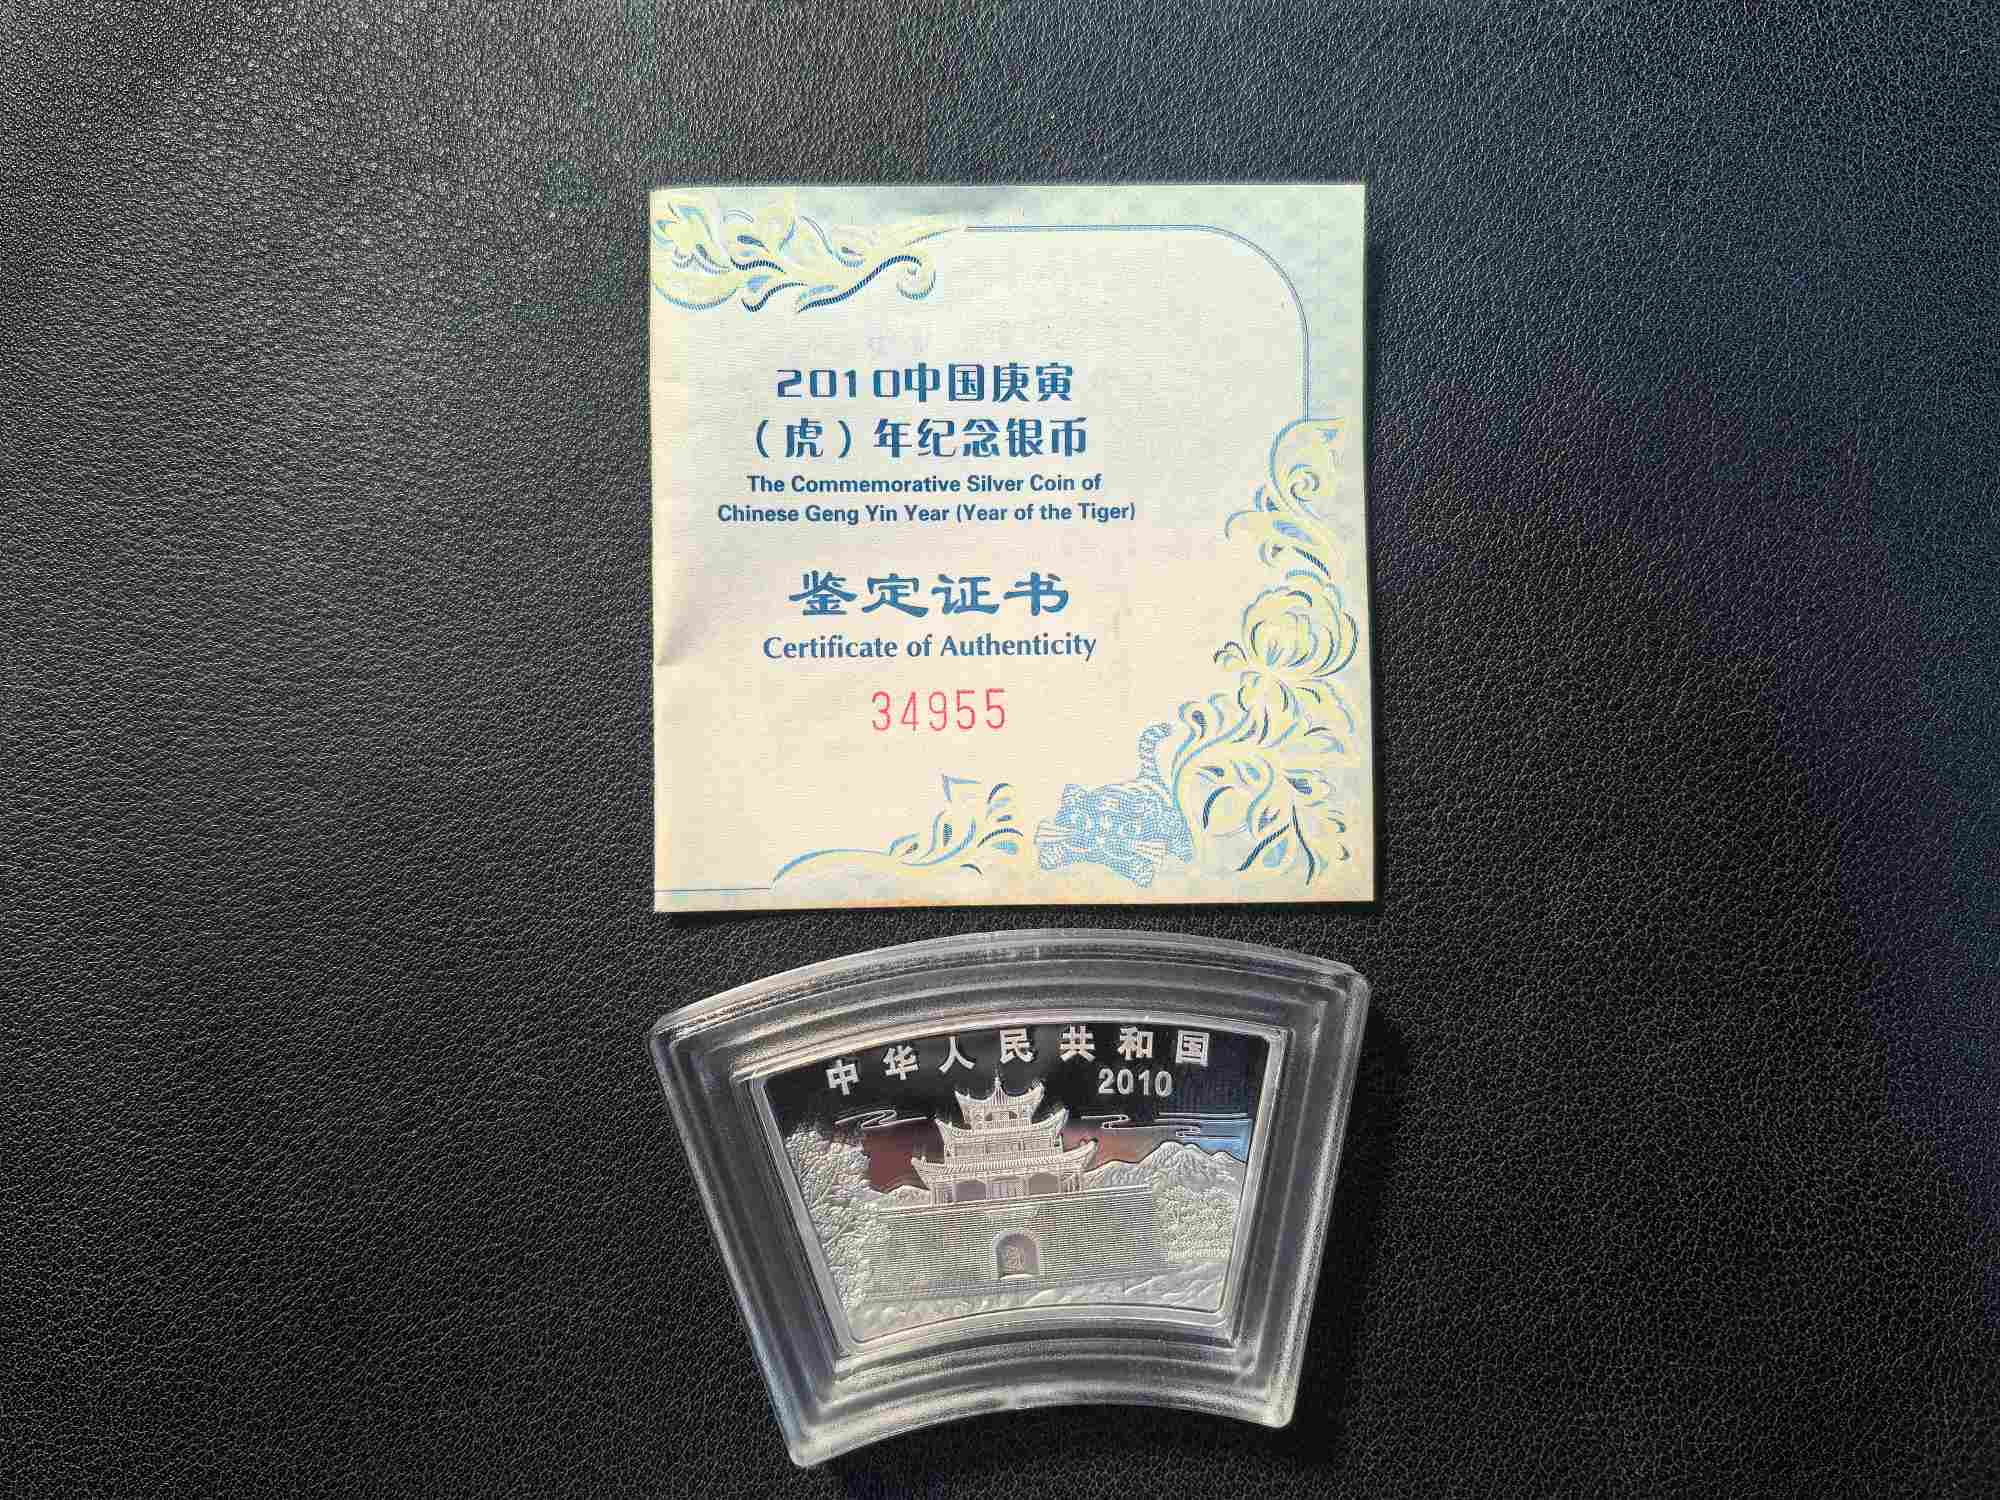 2010中国庚寅
（虎）年纪念银币
The Commemorative Silver Coin of
Chinese Geng Yin Year (Year of the Tiger)
鉴定证书
Certificate of Authenticity
34955
中华人民共和国
2010